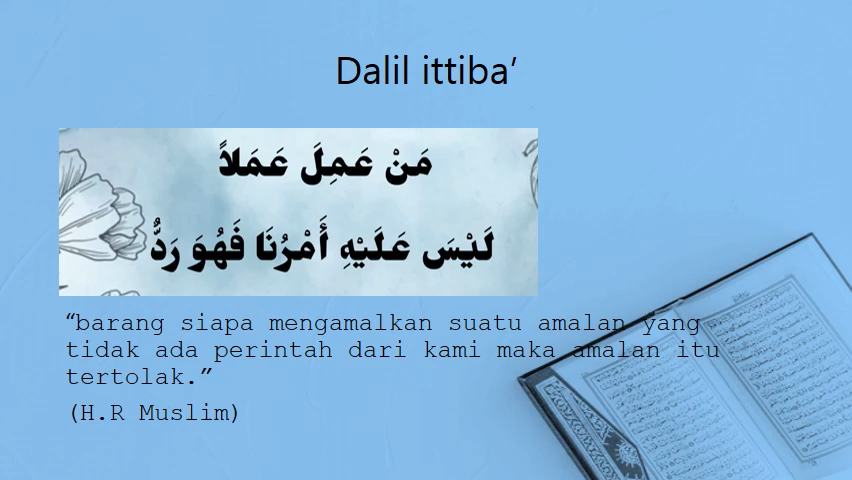 Dalil ittiba’
مَنْ عَمِلَ عَمَلاً
لَيْسَ عَلَيْهِ أَمْرُنَا فَهُوَ رَدٌّ
“barang siapa mengamalkan suatu amalan yang
tidak ada perintah dari kami maka amalan itu
tertolak.”
(H.R Muslim)